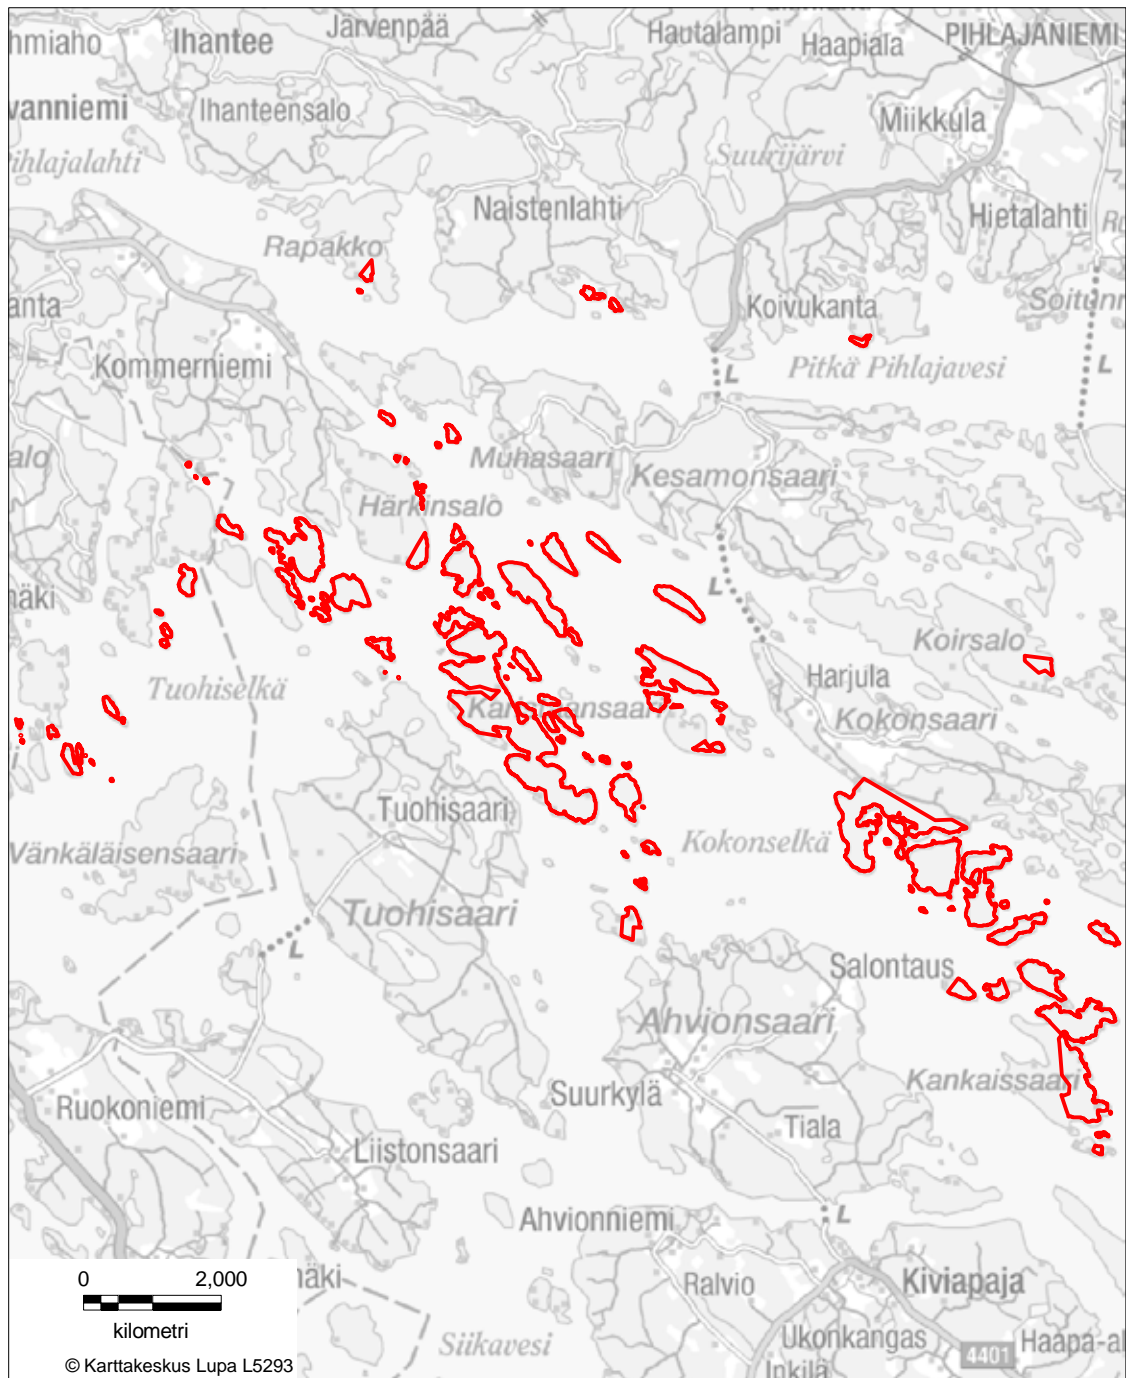 Järvenpää
Hautalampi
Haapiala
PIHLAJANIEMI
hmiaho
Ihantee
vanniemi
Ihanteensalo
Miikkula
Pihlajalahti
Suurijärvi
Naistenlahti
Hietalahti
Rapakko
anta
Koivukanta
Soitunn
Kommerniemi
Pitkä Pihlajavesi
L
L
alo
Muhasaari
Kesamonsaari
Härkinsalo
L
näki
Koirsalo
Tuohiselkä
Harjula
Kokonsaari
Tuohisaari
Kokonselkä
Vänkäläisensaari
Tuohisaari
L
Salontaus
Ahvionsaari
Kankaissaari
Suurkylä
Ruokoniemi
Tiala
Liistonsaari
Ahvionniemi
L
0 2,000
näki
Ralvio
Kiviapaja
kilometri
Siikavesi
Ukonkangas
Haapa-al
4401
© Karttakeskus Lupa L5293
Inkilä